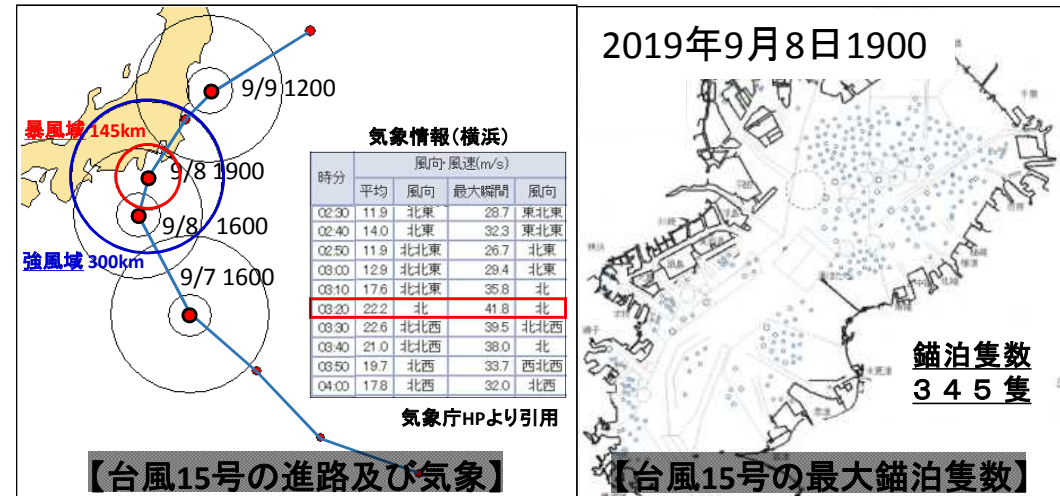 9/9 1200
暴風域 145km
9/8 1900
9/8 1600
強風域 300km
9/7 1600
気象情報（横浜）
時分 風向・風速(m/s)
平均 風向 最大瞬間 風向
02:30 11.9 北東 28.7 東北東
02:40 14.0 北東 32.3 東北東
02:50 11.9 北北東 26.7 北東
03:00 12.9 北北東 29.4 北東
03:10 17.6 北北東 35.8 北
03:20 22.2 北 41.8 北
03:30 22.6 北北西 39.5 北北西
03:40 21.0 北北西 38.0 北
03:50 19.7 北西 33.7 西北西
04:00 17.8 北西 32.0 北西
気象庁HPより引用
【台風15号の進路及び気象】
2019年9月8日1900
千葉
川崎
横浜
木更津
錨泊隻数
３４５隻
【台風15号の最大錨泊隻数】